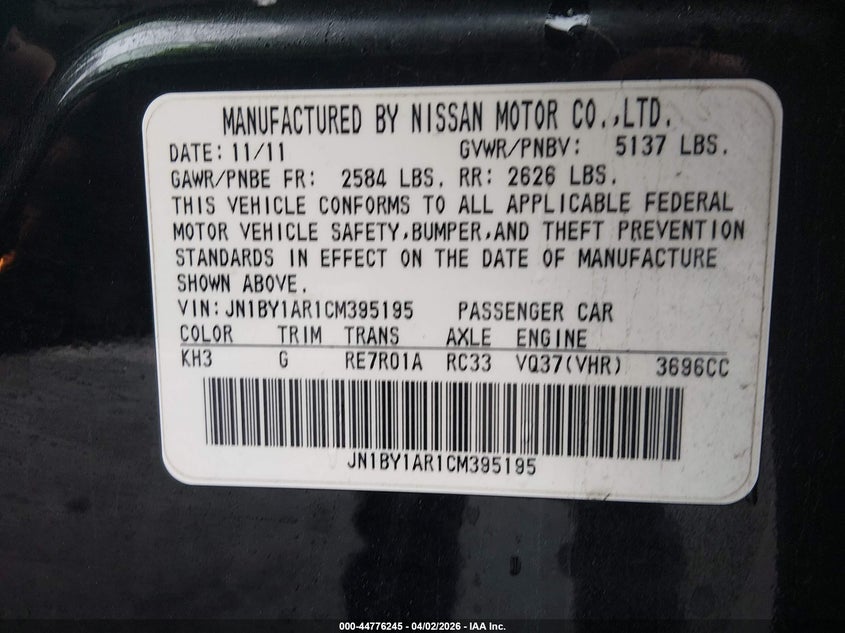 MANUFACTURED BY NISSAN MOTOR CO.,LTD.
DATE: 11/11 GVWR/PNBV: 5137 LBS.
GAWR/PNBE FR: 2584 LBS. RR: 2626 LBS.
THIS VEHICLE CONFORMS TO ALL APPLICABLE FEDERAL
MOTOR VEHICLE SAFETY,BUMPER,AND THEFT PREVENTION
STANDARDS IN EFFECT ON THE DATE OF MANUFACTURE
SHOWN ABOVE.
VIN: JN1BY1AR1CM395195 PASSENGER CAR
COLOR TRIM TRANS AXLE ENGINE
KH3 G RE7R01A RC33 VQ37(VHR) 3696CC
JN1BY1AR1CM395195
000-44776245 - 04/02/2026 - IAA Inc.